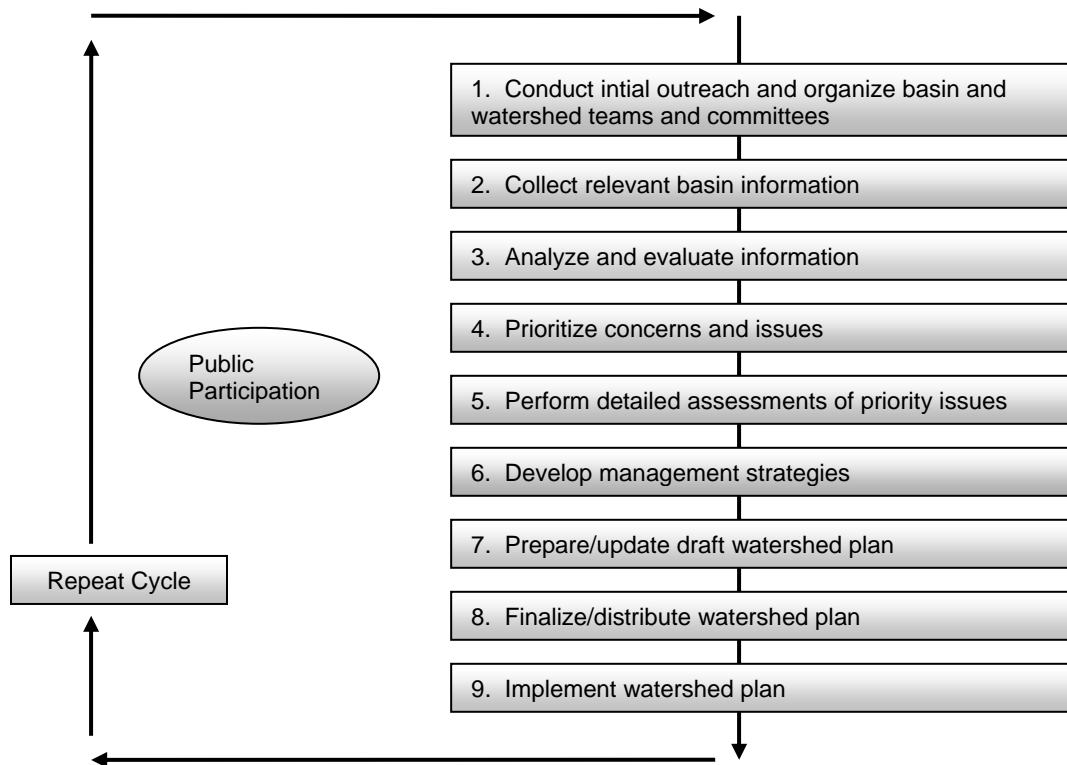 1. Conduct intial outreach and organize basin and
watershed teams and committees
2. Collect relevant basin information
3. Analyze and evaluate information
4. Prioritize concerns and issues
Public
Participation
5. Perform detailed assessments of priority issues
6. Develop management strategies
7. Prepare/update draft watershed plan
Repeat Cycle
8. Finalize/distribute watershed plan
9. Implement watershed plan